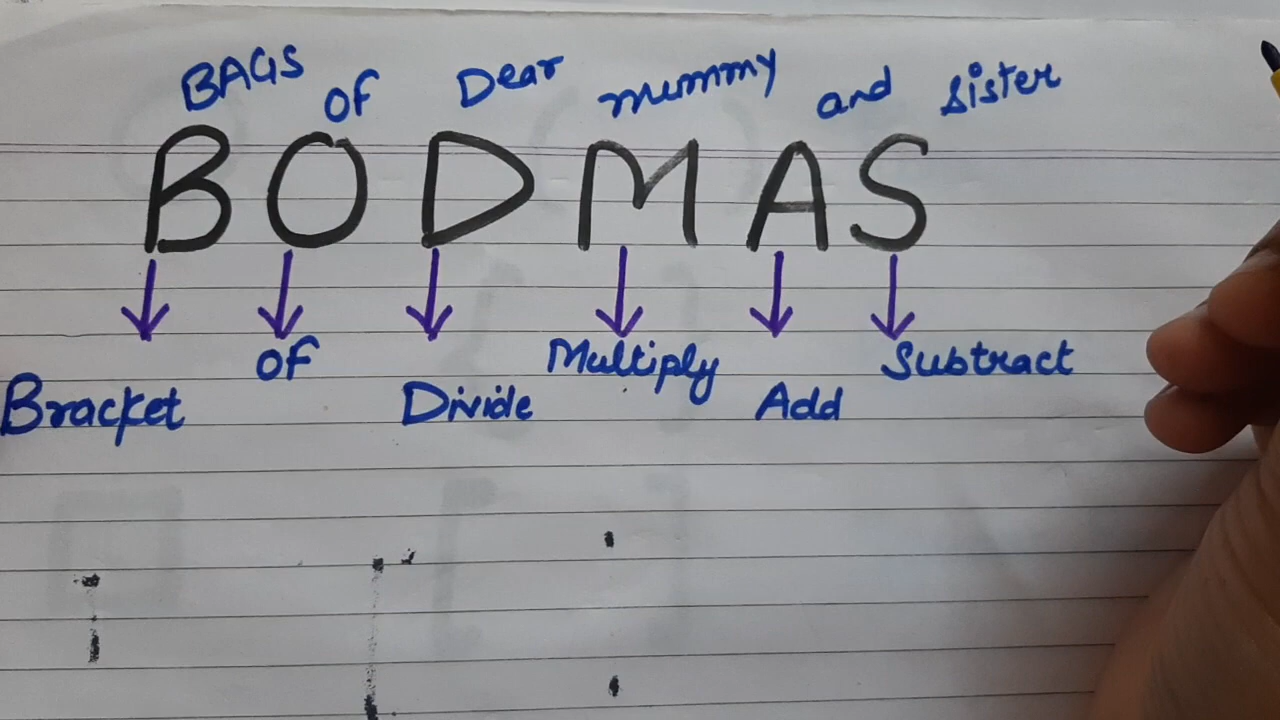 BAGS of Dear mummy and sister
BODMAS
Bracket of Divide Multiply Add Subtract